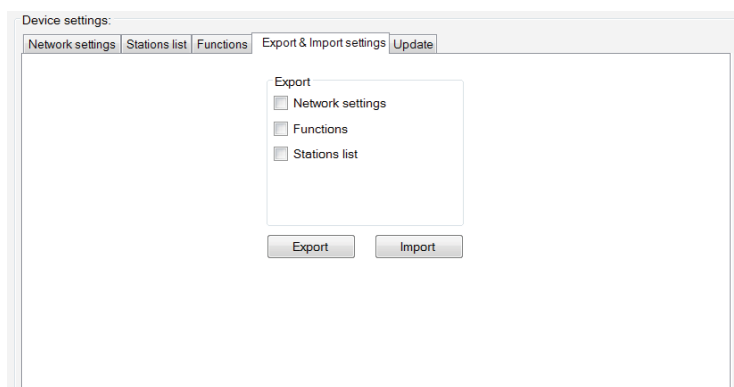 Device settings:
Network settings Stations list Functions Export & Import settings Update
Export
Network settings
Functions
Stations list
Export Import